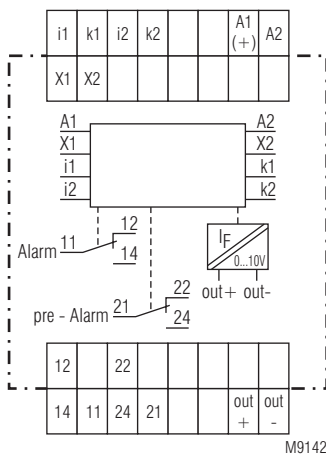 i1 k1 i2 k2 A1 (+) A2
X1 X2
A1 A2
X1 X2
i1 k1
i2 k2
12
Alarm 11
14
IF
0...10V
out+ out-
22
pre - Alarm 21
24
12 22
14 11 24 21 out + out -
M9142